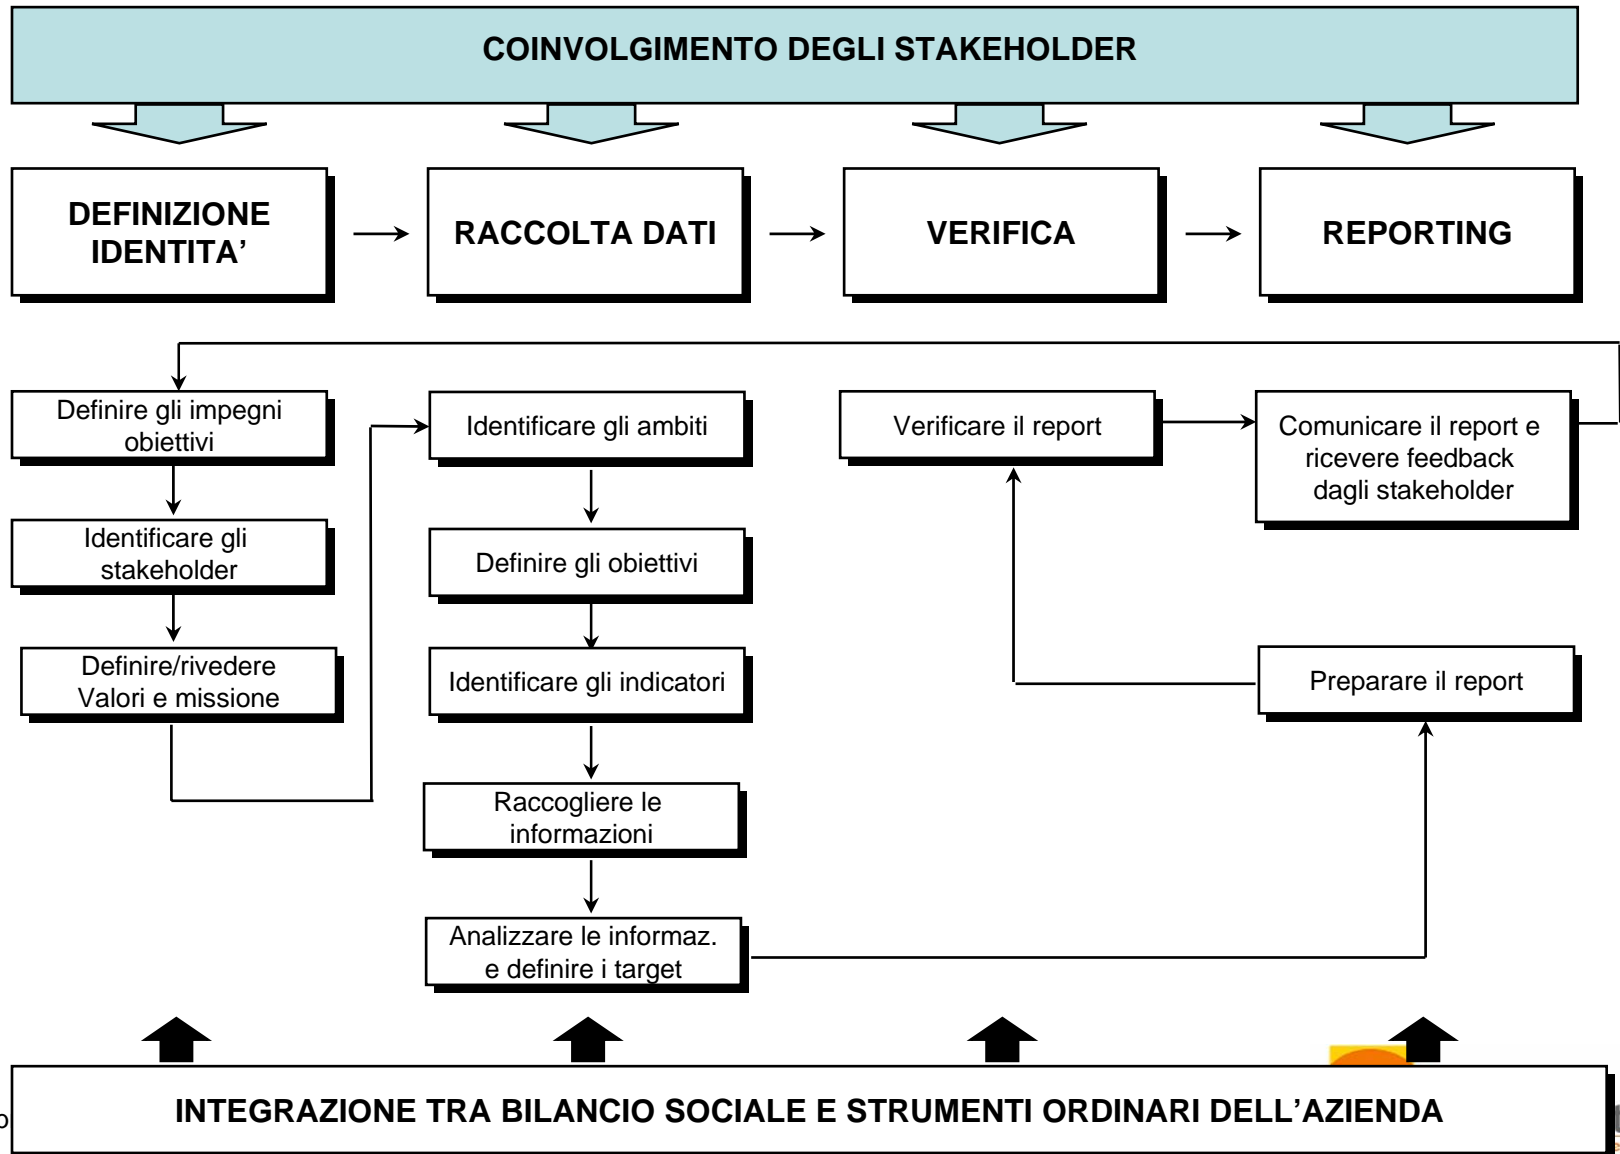 COINVOLGIMENTO DEGLI STAKEHOLDER
DEFINIZIONE
IDENTITA’
RACCOLTA DATI
VERIFICA
REPORTING
Definire gli impegni
obiettivi
Identificare gli
stakeholder
Definire/rivedere
Valori e missione
Identificare gli ambiti
Definire gli obiettivi
Identificare gli indicatori
Raccogliere le
informazioni
Analizzare le informaz.
e definire i target
Verificare il report
Comunicare il report e
ricevere feedback
dagli stakeholder
Preparare il report
INTEGRAZIONE TRA BILANCIO SOCIALE E STRUMENTI ORDINARI DELL’AZIENDA